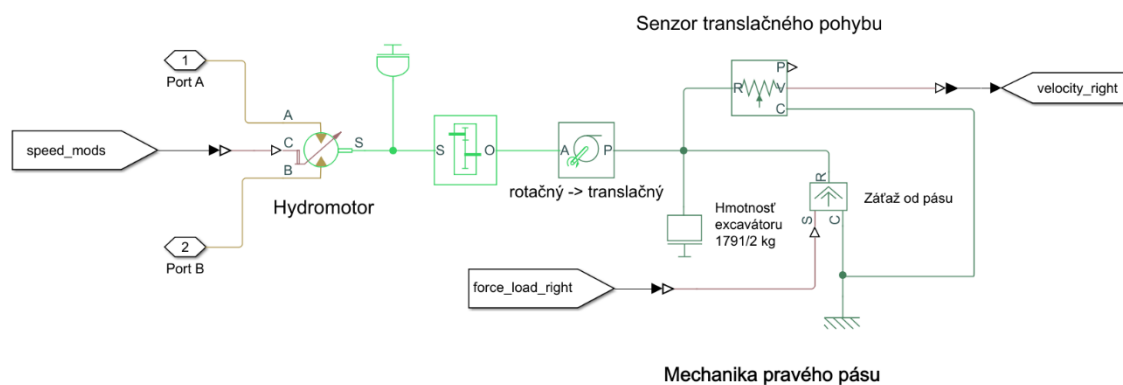 Senzor translačného pohybu
1
Port A
A
P
R
V
C
velocity_right
speed_mods
C
S
B
S
O
A
P
rotačný -> translačný
Hydromotor
R
S
C
Záťaž od pásu
Hmotnosť
excavátoru
1791/2 kg
2
Port B
force_load_right
Mechanika pravého pásu